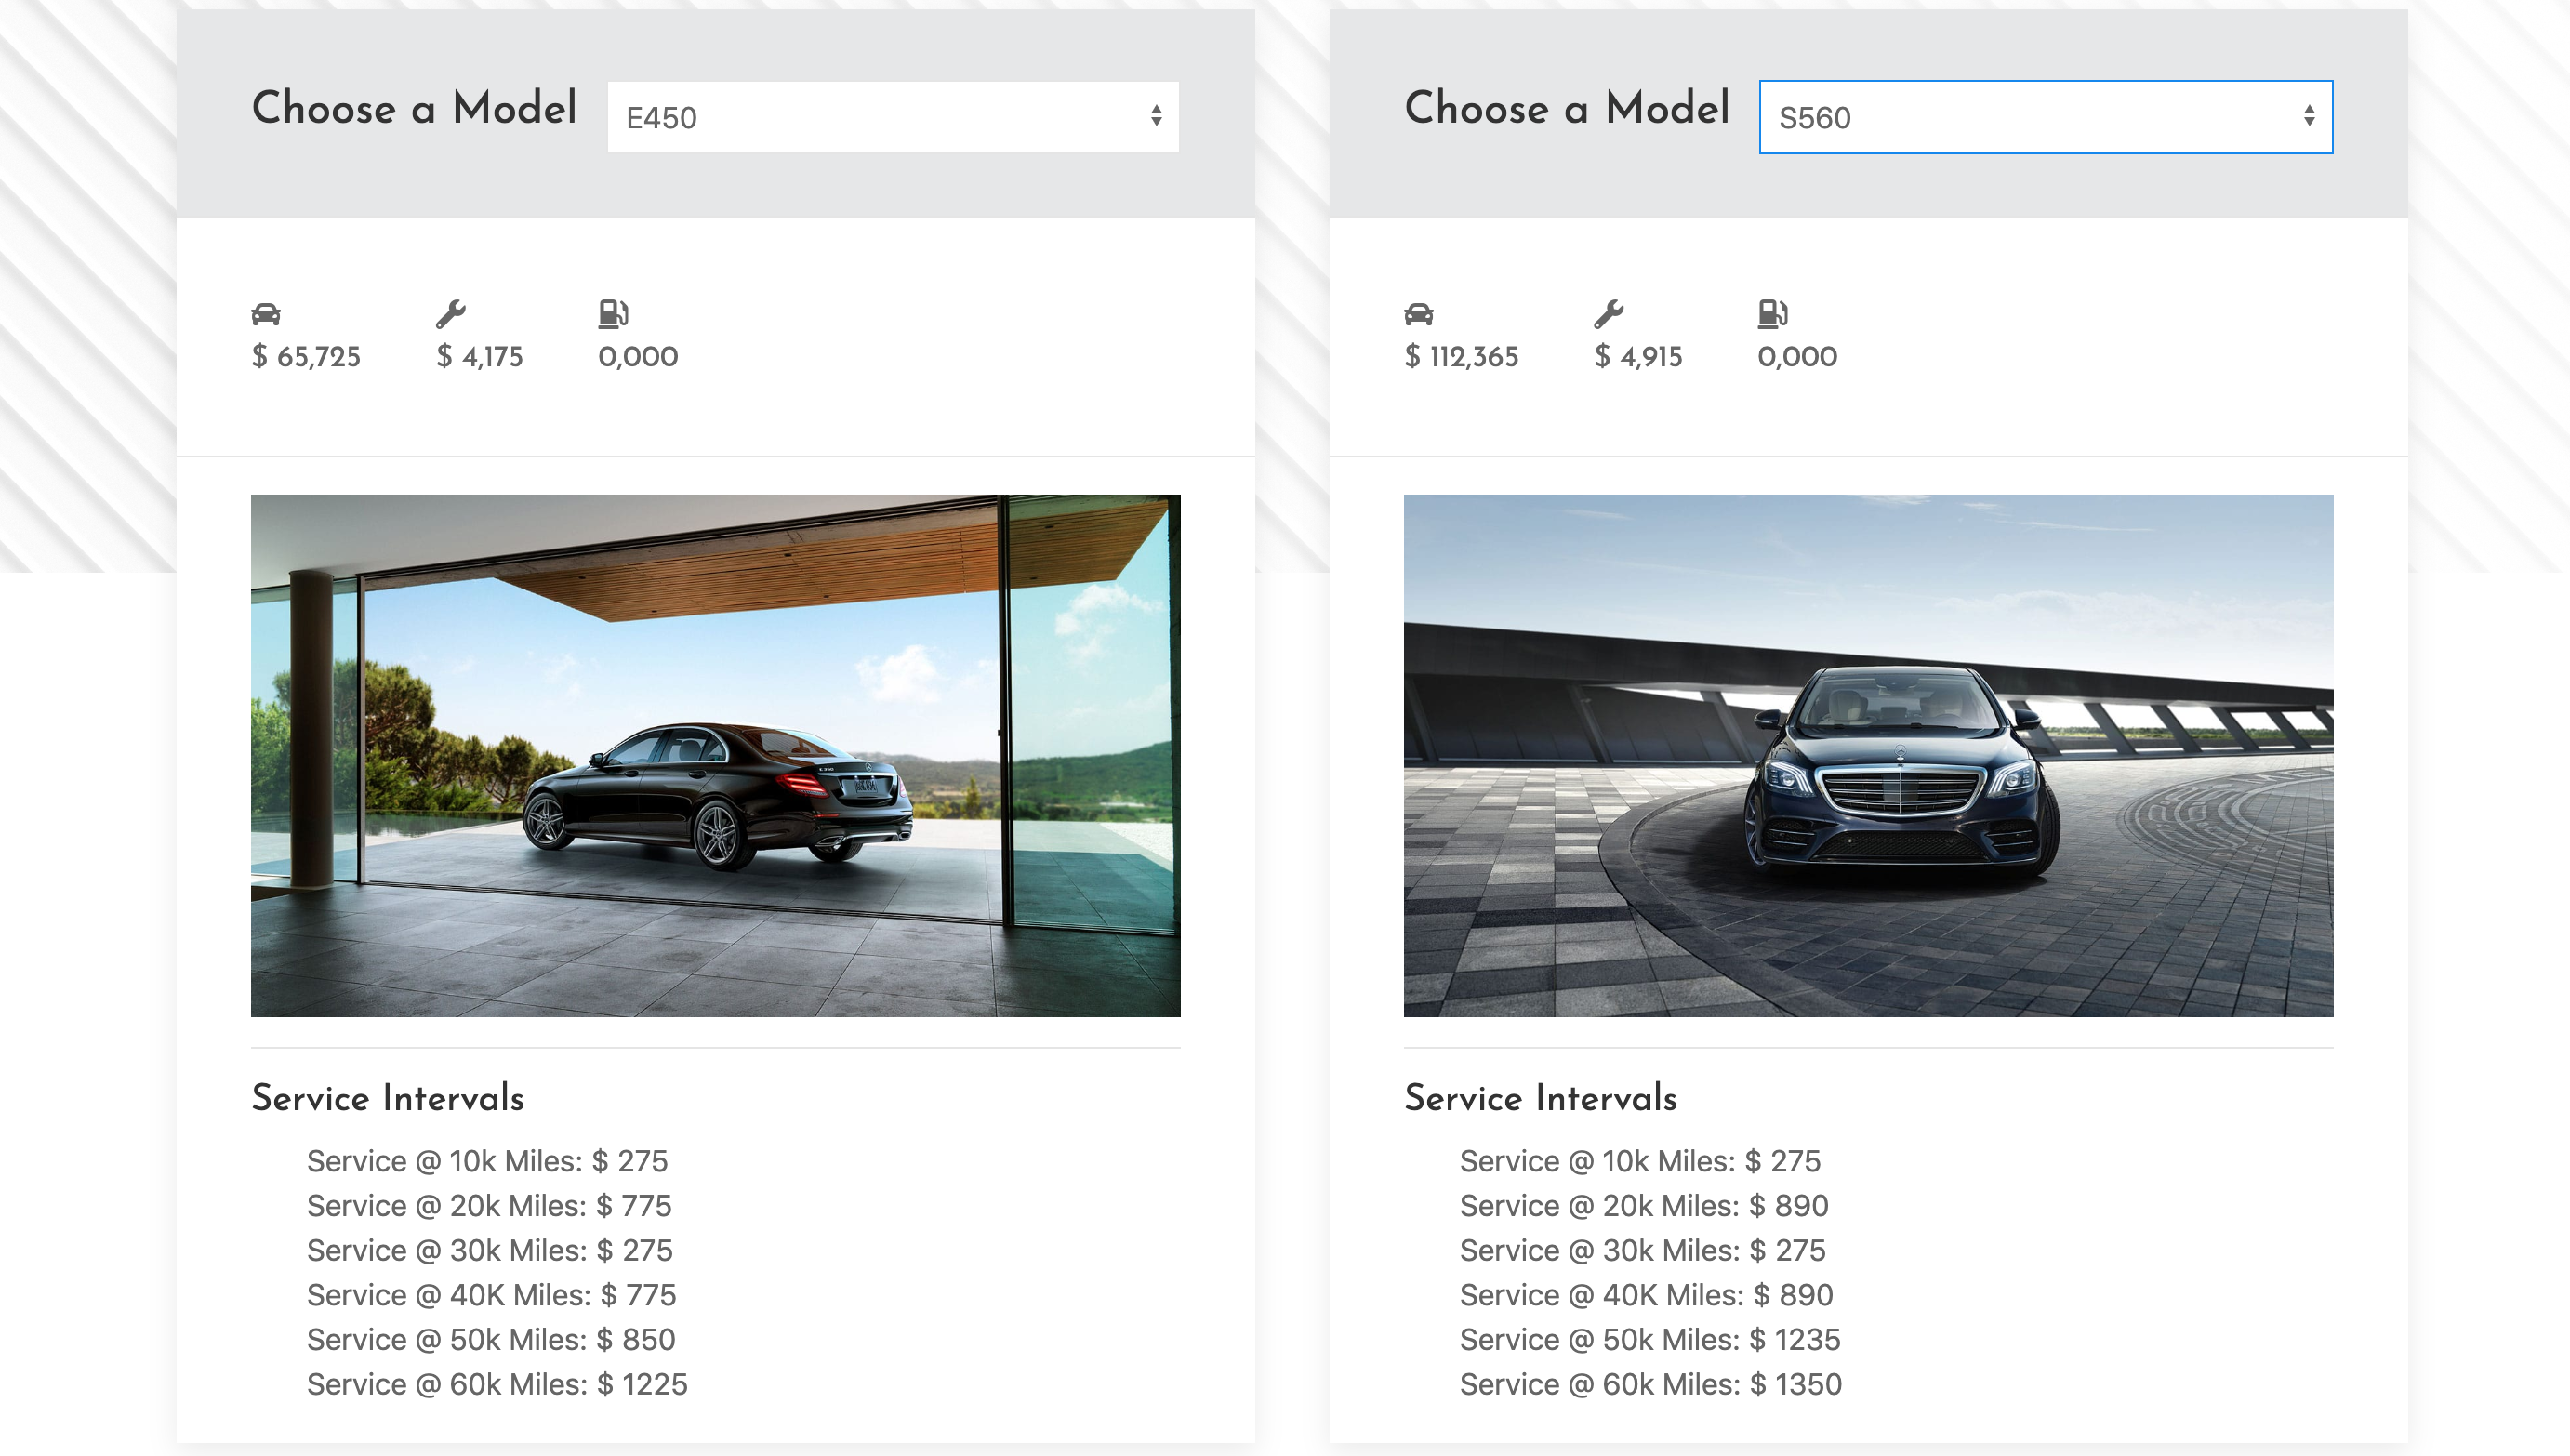 Choose a Model E450
$ 65,725 $ 4,175 0,000
Service Intervals
Service @ 10k Miles: $ 275
Service @ 20k Miles: $ 775
Service @ 30k Miles: $ 275
Service @ 40K Miles: $ 775
Service @ 50k Miles: $ 850
Service @ 60k Miles: $ 1225
Choose a Model S560
$ 112,365 $ 4,915 0,000
Service Intervals
Service @ 10k Miles: $ 275
Service @ 20k Miles: $ 890
Service @ 30k Miles: $ 275
Service @ 40K Miles: $ 890
Service @ 50k Miles: $ 1235
Service @ 60k Miles: $ 1350